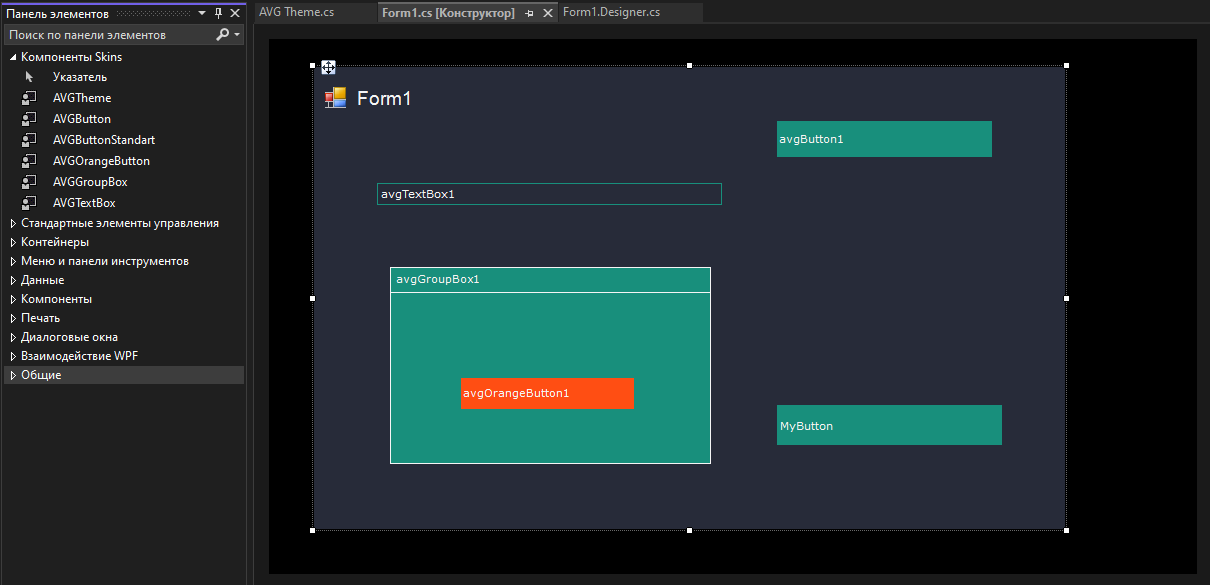 Панель элементов
Поиск по панели элементов
Компоненты Skins
Указатель
AVGTheme
AVGButton
AVGButtonStandart
AVGOrangeButton
AVGGroupBox
AVGTextBox
Стандартные элементы управления
Контейнеры
Меню и панели инструментов
Данные
Компоненты
Печать
Диалоговые окна
Взаимодействие WPF
Общие
AVG Theme.cs
Form1.cs [Конструктор]
Form1.Designer.cs
Form1
avgButton1
avgTextBox1
avgGroupBox1
avgOrangeButton1
MyButton